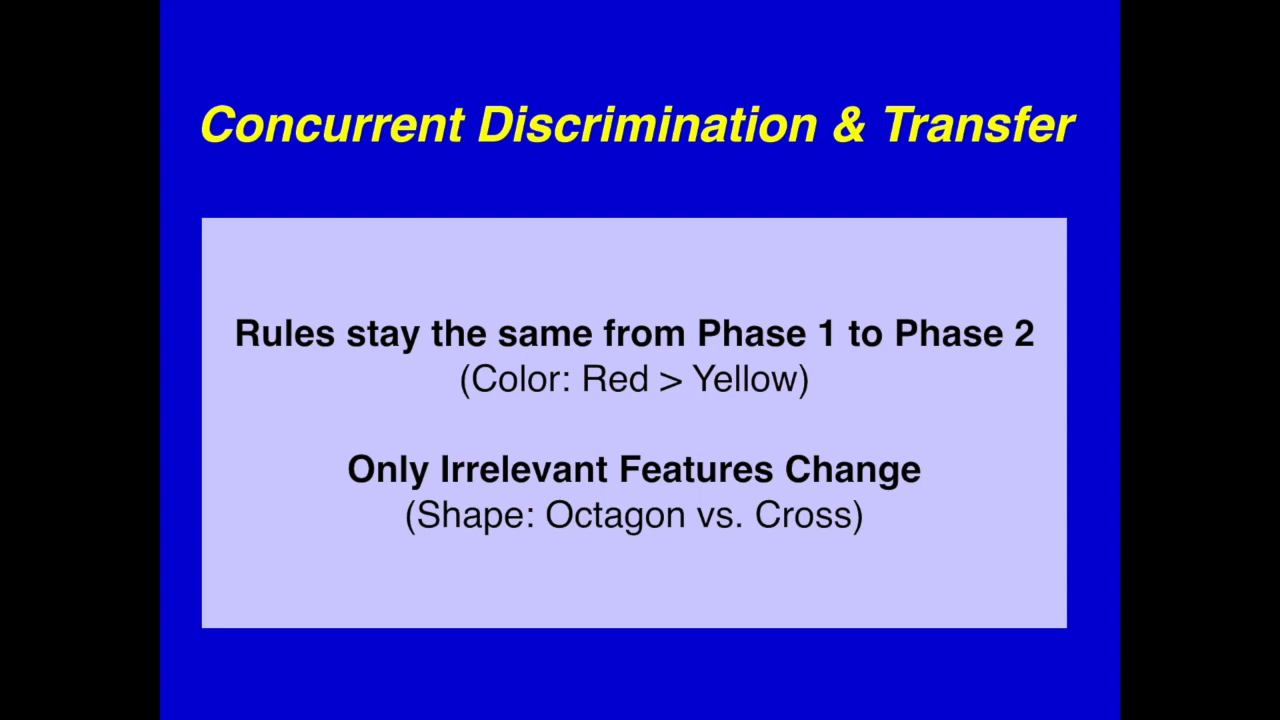 Concurrent Discrimination & Transfer
Rules stay the same from Phase 1 to Phase 2
(Color: Red > Yellow)
Only Irrelevant Features Change
(Shape: Octagon vs. Cross)